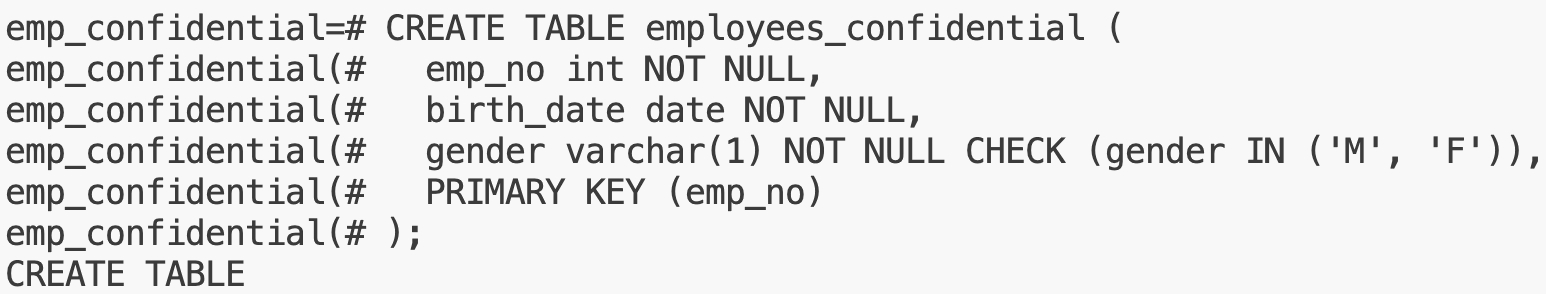 emp_confidential=# CREATE TABLE employees_confidential (
emp_confidential(#   emp_no int NOT NULL,
emp_confidential(#   birth_date date NOT NULL,
emp_confidential(#   gender varchar(1) NOT NULL CHECK (gender IN ('M', 'F')),
emp_confidential(#   PRIMARY KEY (emp_no)
emp_confidential(# );
CREATE TABLE